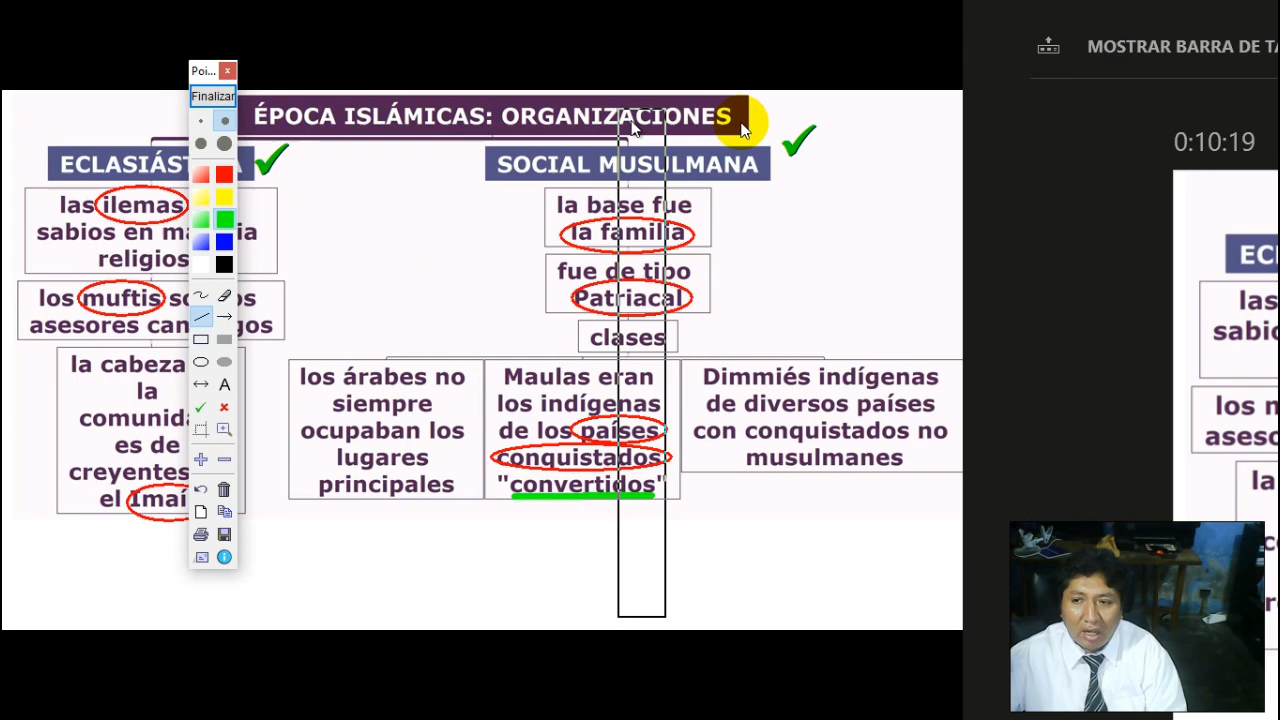 MOSTRAR BARRA DE TA
Poi...
Finalizar
0:10:19
ÉPOCA ISLÁMICAS: ORGANIZACIONES
ECLASIÁST A
las ilemas
sabios en ma ia
religios
los muftis so os
asesores can gos
la cabeza
la
comunida
es de
creyentes
el Imaí
SOCIAL MUSULMANA
la base fue
la familia
fue de tipo
Patriacal
clases
los árabes no
siempre
ocupaban los
lugares
principales
Maulas eran
los indígenas
de los países
conquistados
"convertidos"
Dimmiés indígenas
de diversos países
con conquistados no
musulmanes
A
ECL
las
sabio
los m
aseso
la